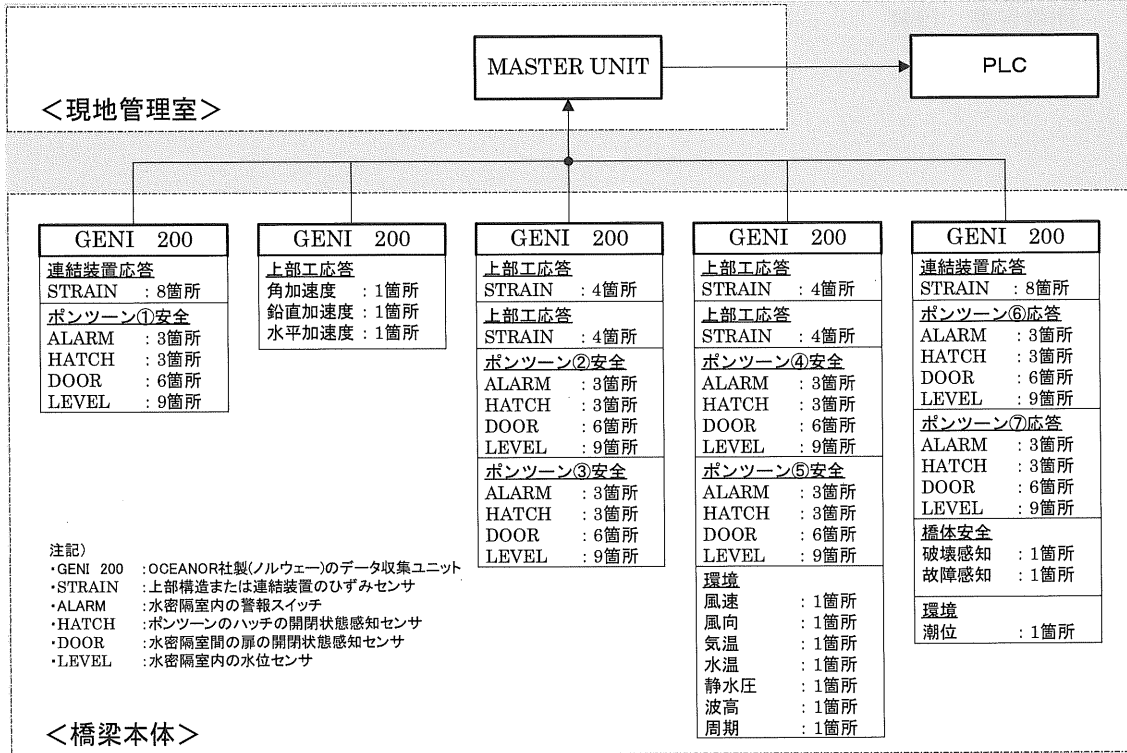 MASTER UNIT
PLC
＜現地管理室＞
GENI 200
連結装置応答
STRAIN : 8箇所
ポンツーン①安全
ALARM : 3箇所
HATCH : 3箇所
DOOR : 6箇所
LEVEL : 9箇所
GENI 200
上部工応答
角加速度 : 1箇所
鉛直加速度 : 1箇所
水平加速度 : 1箇所
GENI 200
上部工応答
STRAIN : 4箇所
上部工応答
STRAIN : 4箇所
ポンツーン②安全
ALARM : 3箇所
HATCH : 3箇所
DOOR : 6箇所
LEVEL : 9箇所
ポンツーン③安全
ALARM : 3箇所
HATCH : 3箇所
DOOR : 6箇所
LEVEL : 9箇所
GENI 200
上部工応答
STRAIN : 4箇所
上部工応答
STRAIN : 4箇所
ポンツーン④安全
ALARM : 3箇所
HATCH : 3箇所
DOOR : 6箇所
LEVEL : 9箇所
ポンツーン⑤安全
ALARM : 3箇所
HATCH : 3箇所
DOOR : 6箇所
LEVEL : 9箇所
環境
風速 : 1箇所
風向 : 1箇所
気温 : 1箇所
水温 : 1箇所
静水圧 : 1箇所
波高 : 1箇所
周期 : 1箇所
GENI 200
連結装置応答
STRAIN : 8箇所
ポンツーン⑥応答
ALARM : 3箇所
HATCH : 3箇所
DOOR : 6箇所
LEVEL : 9箇所
ポンツーン⑦応答
ALARM : 3箇所
HATCH : 3箇所
DOOR : 6箇所
LEVEL : 9箇所
橋体安全
破壊感知 : 1箇所
故障感知 : 1箇所
環境
潮位 : 1箇所
注記)
・GENI 200 :OCEANOR社製(ノルウェー)のデータ収集ユニット
・STRAIN :上部構造または連結装置のひずみセンサ
・ALARM :水密隔室内の警報スイッチ
・HATCH :ポンツーンのハッチの開閉状態感知センサ
・DOOR :水密隔室間の扉の開閉状態感知センサ
・LEVEL :水密隔室内の水位センサ
＜橋梁本体＞